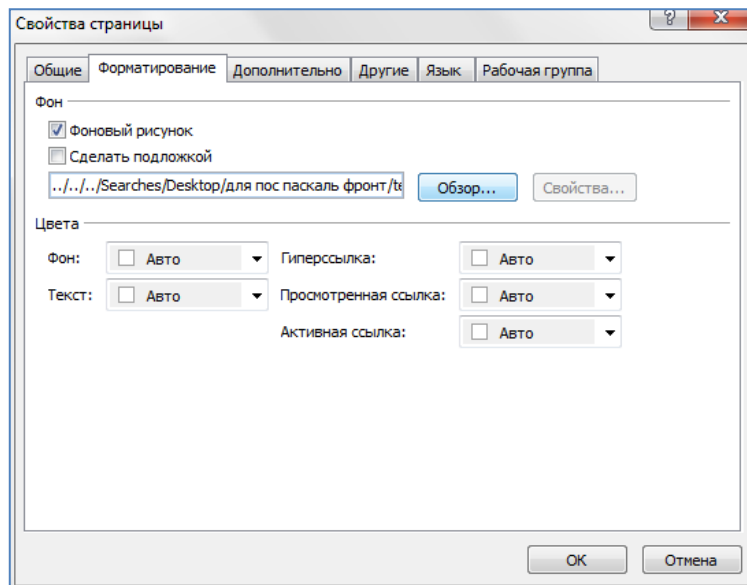 Свойства страницы
Общие Форматирование Дополнительно Другие Язык Рабочая группа
Фон
Фоновый рисунок
Сделать подложкой
../../../Searches/Desktop/для пос паскаль фронт/te Обзор... Свойства...
Цвета
Фон: Авто Гиперссылка: Авто
Текст: Авто Просмотренная ссылка: Авто
Активная ссылка: Авто
ОК Отмена